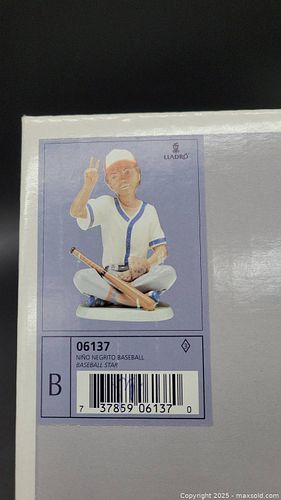 LLADRÓ
06137
NIÑO NEGRITO BASEBALL
BASEBALL STAR
B
7 37859 06137 0
Copyright 2025 - maxsold.com